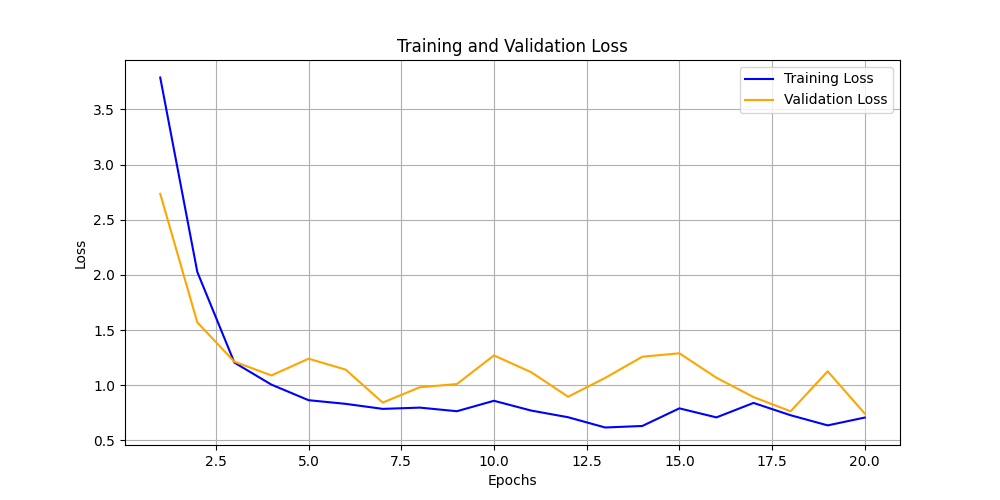 Training and Validation Loss
Training Loss
Validation Loss
Loss
3.5
3.0
2.5
2.0
1.5
1.0
0.5
2.5 5.0 7.5 10.0 12.5 15.0 17.5 20.0
Epochs